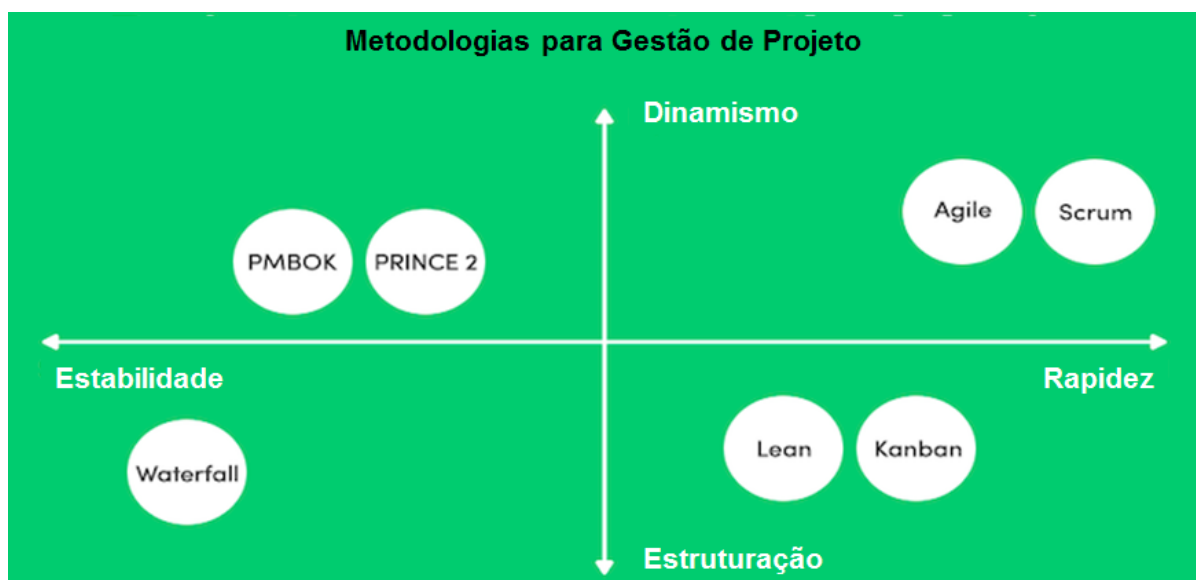 Metodologias para Gestão de Projeto
Dinamismo
Agile
Scrum
PMBOK
PRINCE 2
Estabilidade
Rapidez
Lean
Kanban
Waterfall
Estruturação